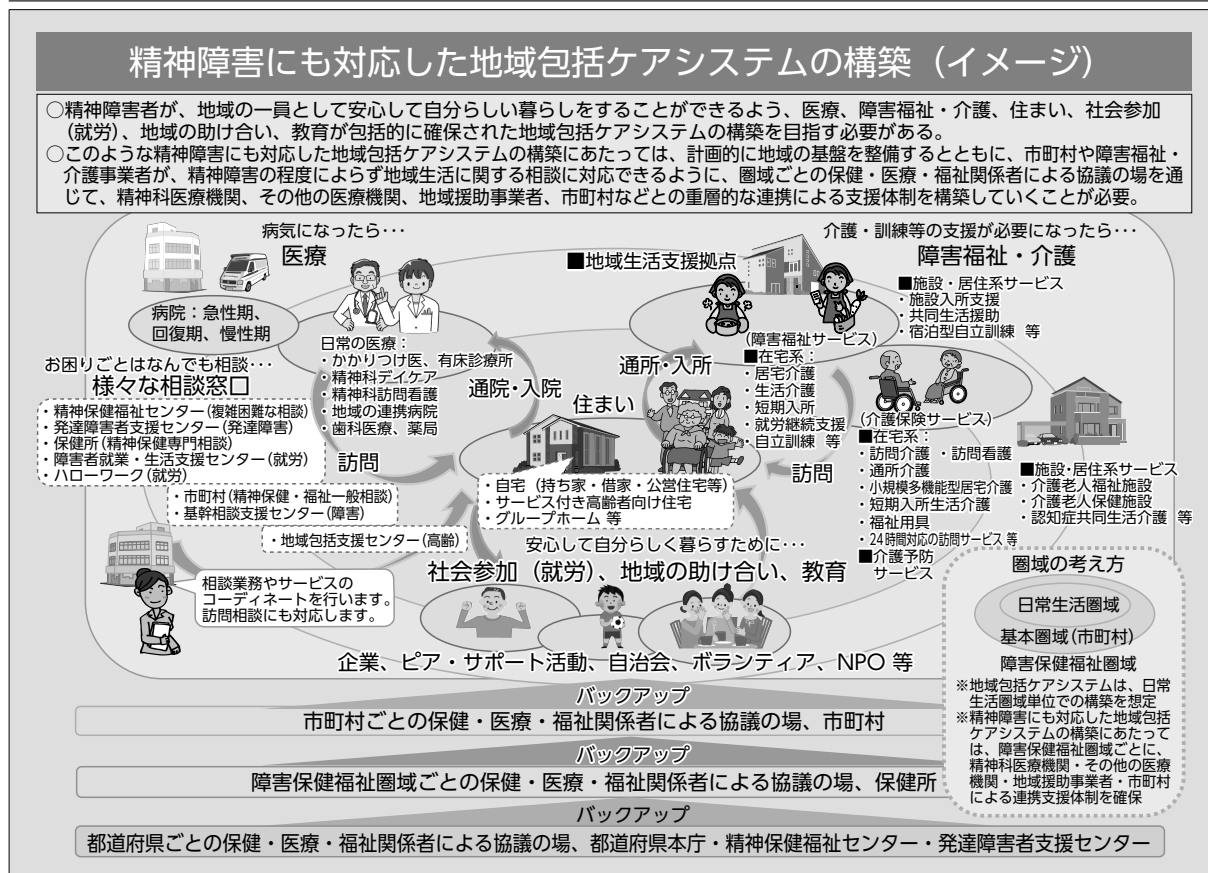 精神障害にも対応した地域包括ケアシステムの構築（イメージ）
○精神障害者が、地域の一員として安心して自分らしい暮らしをすることができるよう、医療、障害福祉・介護、住まい、社会参加
（就労）、地域の助け合い、教育が包括的に確保された地域包括ケアシステムの構築を目指す必要がある。
○このような精神障害にも対応した地域包括ケアシステムの構築にあたっては、計画的に地域の基盤を整備するとともに、市町村や障害福祉・
介護事業者が、精神障害の程度によらず地域生活に関する相談に対応できるように、圏域ごとの保健・医療・福祉関係者による協議の場を通
じて、精神科医療機関、その他の医療機関、地域援助事業者、市町村などとの重層的な連携による支援体制を構築していくことが必要。
病気になったら･･･
医療
病院：急性期、
回復期、慢性期
日常の医療：
・かかりつけ医、有床診療所
・精神科デイケア
・精神科訪問看護
・地域の連携病院
・歯科医療、薬局
通院・入院
訪問
お困りごとはなんでも相談･･･
様々な相談窓口
・精神保健福祉センター（複雑困難な相談）
・発達障害者支援センター（発達障害）
・保健所（精神保健専門相談）
・障害者就業・生活支援センター（就労）
・ハローワーク（就労）
・市町村（精神保健・福祉一般相談）
・基幹相談支援センター（障害）
・地域包括支援センター（高齢）
相談業務やサービスの
コーディネートを行います。
訪問相談にも対応します。
■地域生活支援拠点
介護・訓練等の支援が必要になったら･･･
障害福祉・介護
■施設・居住系サービス
・施設入所支援
・共同生活援助
・宿泊型自立訓練 等
（障害福祉サービス）
■在宅系：
・居宅介護
・生活介護
・短期入所
・就労継続支援
・自立訓練 等
通所・入所
訪問
（介護保険サービス）
■在宅系：
・訪問介護 ・訪問看護
・通所介護
・小規模多機能型居宅介護
・短期入所生活介護
・福祉用具
・24時間対応の訪問サービス 等
■介護予防
サービス
■施設・居住系サービス
・介護老人福祉施設
・介護老人保健施設
・認知症共同生活介護 等
住まい
・自宅（持ち家・借家・公営住宅等）
・サービス付き高齢者向け住宅
・グループホーム 等
安心して自分らしく暮らすために･･･
社会参加（就労）、地域の助け合い、教育
企業、ピア・サポート活動、自治会、ボランティア、NPO 等
圏域の考え方
日常生活圏域
基本圏域（市町村）
障害保健福祉圏域
※地域包括ケアシステムは、日常
生活圏域単位での構築を想定
※精神障害にも対応した地域包括
ケアシステムの構築にあたって
は、障害保健福祉圏域ごとに、
精神科医療機関・その他の医療
機関・地域援助事業者・市町村
による連携支援体制を確保
バックアップ
市町村ごとの保健・医療・福祉関係者による協議の場、市町村
バックアップ
障害保健福祉圏域ごとの保健・医療・福祉関係者による協議の場、保健所
バックアップ
都道府県ごとの保健・医療・福祉関係者による協議の場、都道府県本庁・精神保健福祉センター・発達障害者支援センター